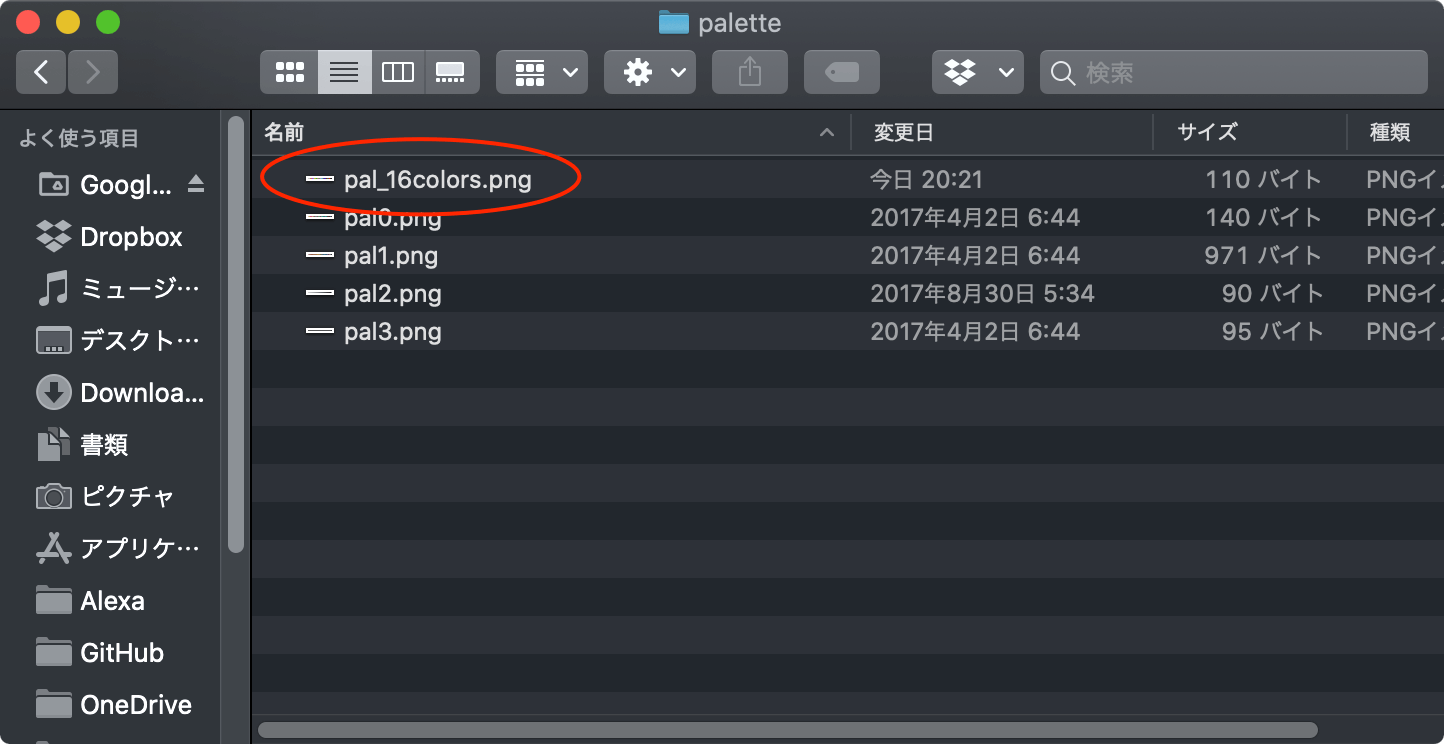 palette
検索
よく使う項目
Googl...
Dropbox
ミュージ…
デスクト…
Downloa...
書類
ピクチャ
アプリケ…
Alexa
GitHub
OneDrive
名前 変更日 サイズ 種類
pal_16colors.png 今日 20:21 110 バイト PNGイ
pal0.png 2017年4月2日 6:44 140 バイト PNGイ
pal1.png 2017年4月2日 6:44 971 バイト PNGイ
pal2.png 2017年8月30日 5:34 90 バイト PNGイ
pal3.png 2017年4月2日 6:44 95 バイト PNGイ